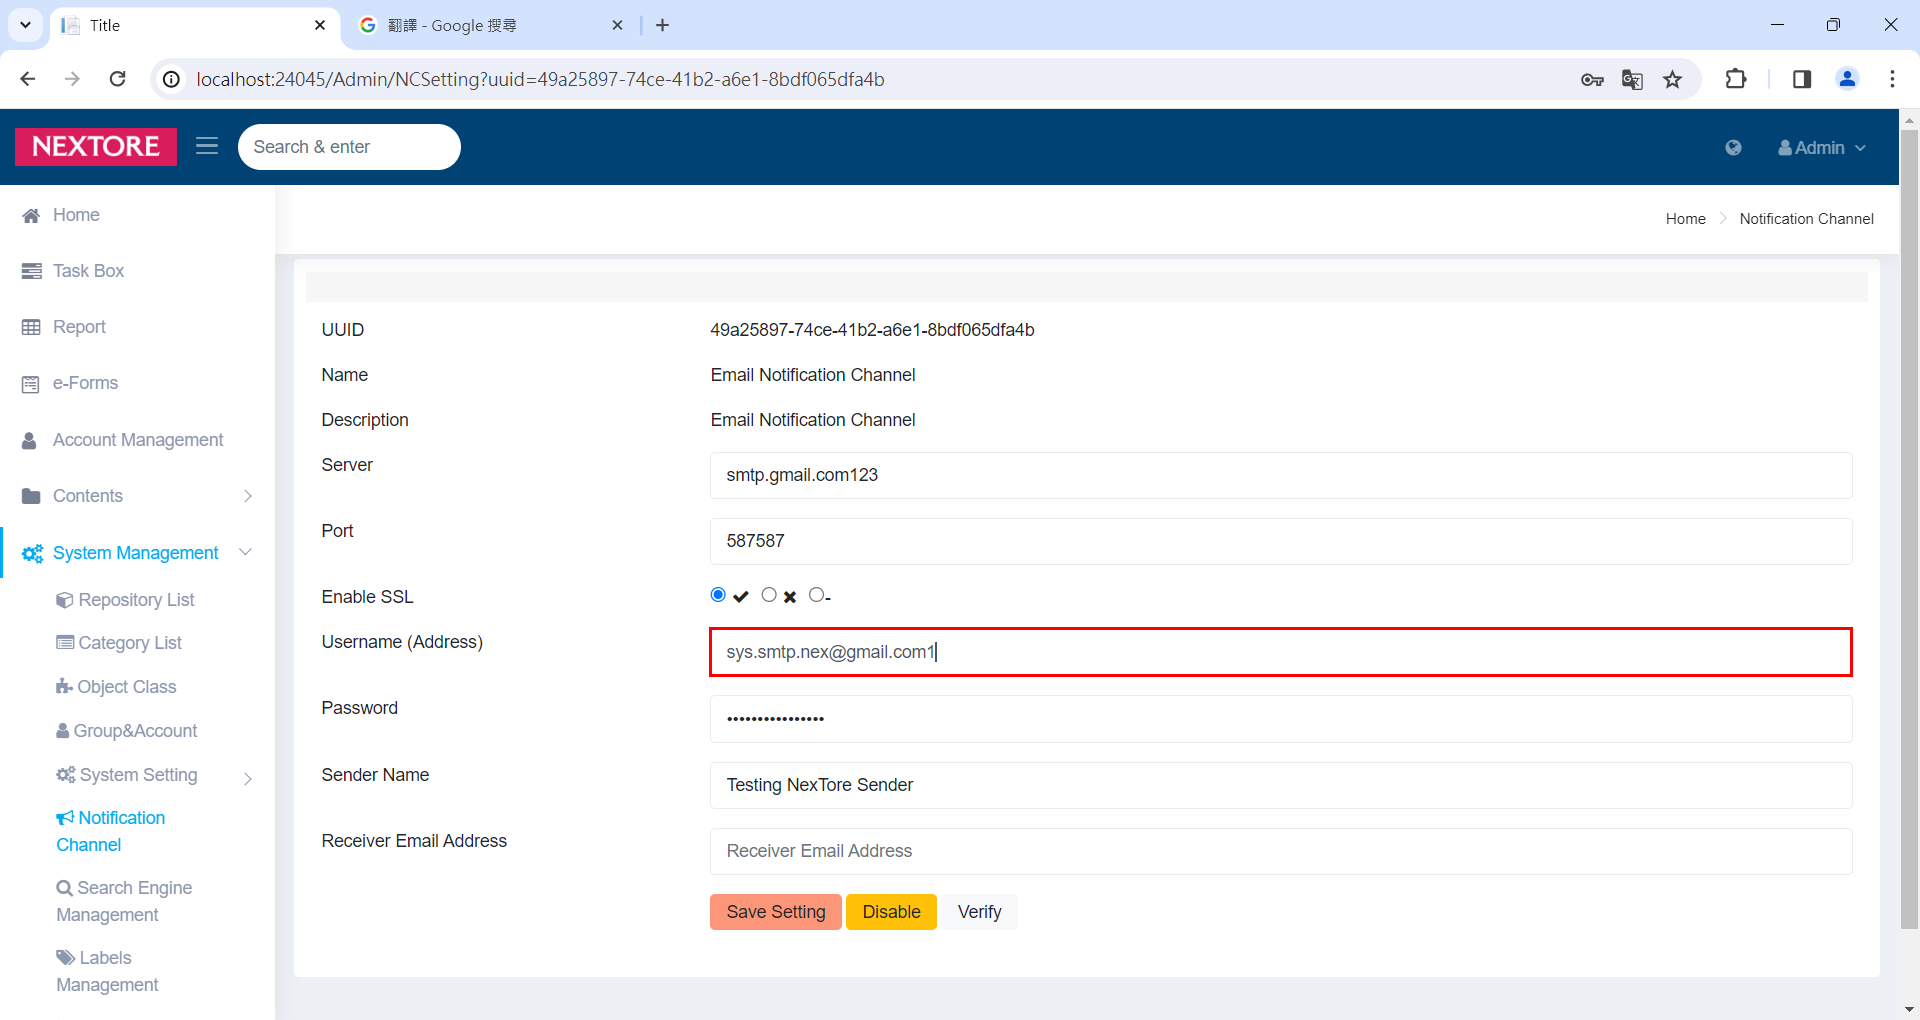 Title
翻譯 - Google 搜尋
localhost:24045/Admin/NCSetting?uuid=49a25897-74ce-41b2-a6e1-8bdf065dfa4b
NEXTORE
Search & enter
Admin
Home
Task Box
Report
e-Forms
Account Management
Contents
System Management
Repository List
Category List
Object Class
Group&Account
System Setting
Notification
Channel
Search Engine
Management
Labels
Management
Home
Notification Channel
UUID 49a25897-74ce-41b2-a6e1-8bdf065dfa4b
Name Email Notification Channel
Description Email Notification Channel
Server smtp.gmail.com123
Port 587587
Enable SSL -
Username (Address) sys.smtp.nex@gmail.com1
Password ••••••••••••••••
Sender Name Testing NexTore Sender
Receiver Email Address Receiver Email Address
Save Setting Disable Verify